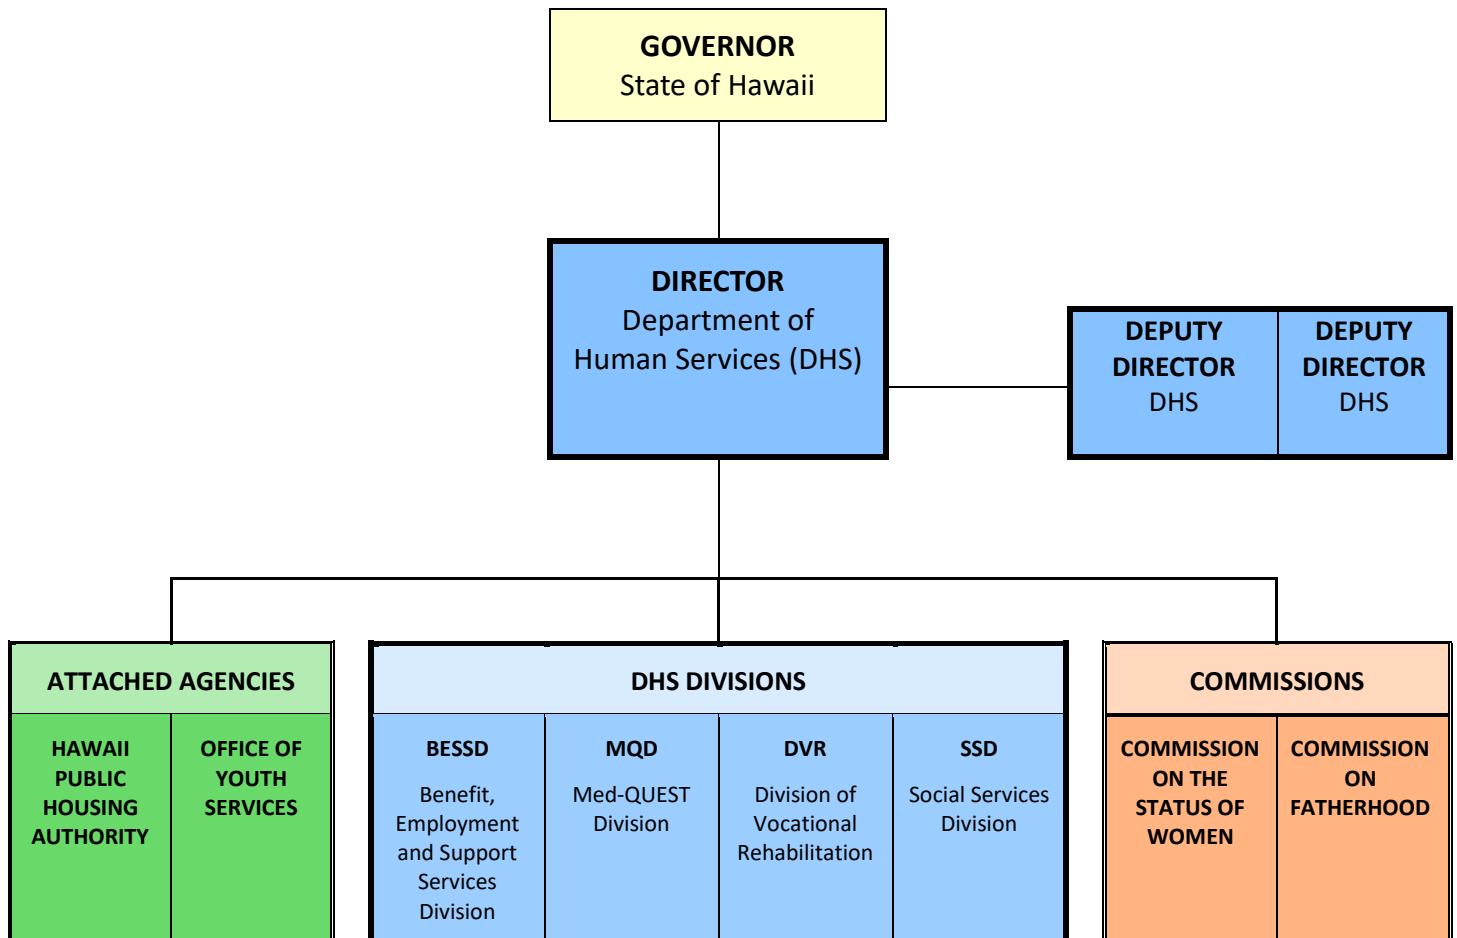 GOVERNOR
State of Hawaii
DIRECTOR
Department of
Human Services (DHS)
DEPUTY
DIRECTOR
DHS
DEPUTY
DIRECTOR
DHS
ATTACHED AGENCIES
HAWAII
PUBLIC
HOUSING
AUTHORITY
OFFICE OF
YOUTH
SERVICES
DHS DIVISIONS
BESSD
Benefit,
Employment
and Support
Services
Division
MQD
Med-QUEST
Division
DVR
Division of
Vocational
Rehabilitation
SSD
Social Services
Division
COMMISSIONS
COMMISSION
ON THE
STATUS OF
WOMEN
COMMISSION
ON
FATHERHOOD